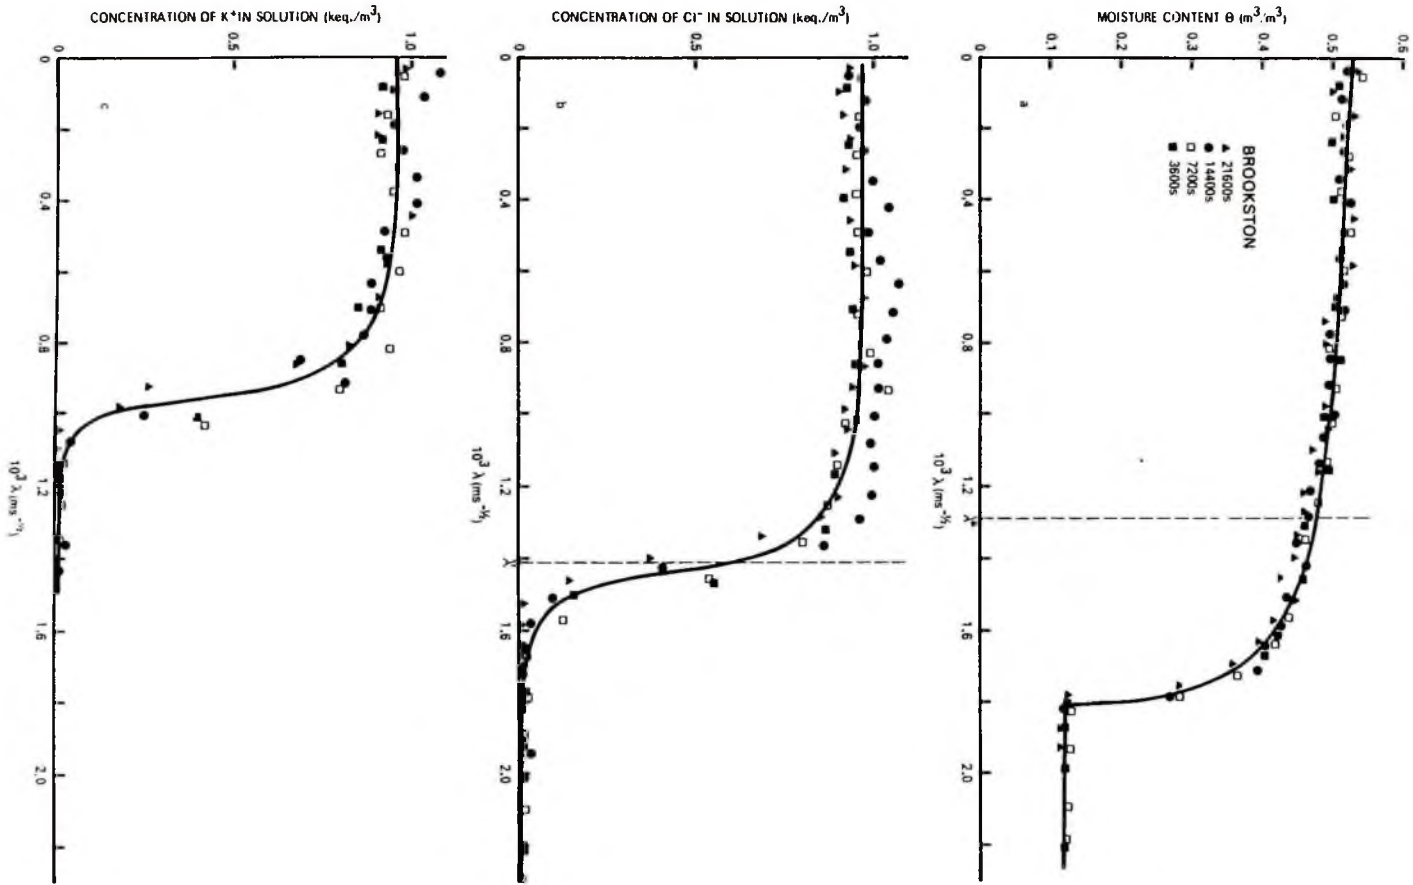 CONCENTRATION OF K⁺ IN SOLUTION (keq./m³)
0
0.5
1.0
0
0.4
0.8
1.2
1.6
2.0
10³ λ (ms⁻½)
c
CONCENTRATION OF Cl⁻ IN SOLUTION (keq./m³)
0
0.5
1.0
0
0.4
0.8
1.2
λ*
1.6
2.0
10³ λ (ms⁻½)
b
MOISTURE CONTENT θ (m³/m³)
0
0.1
0.2
0.3
0.4
0.5
0.6
0
0.4
0.8
1.2
λ*
1.6
2.0
10³ λ (ms⁻½)
a
BROOKSTON
▲ 21600s
● 14400s
□ 7200s
■ 3600s